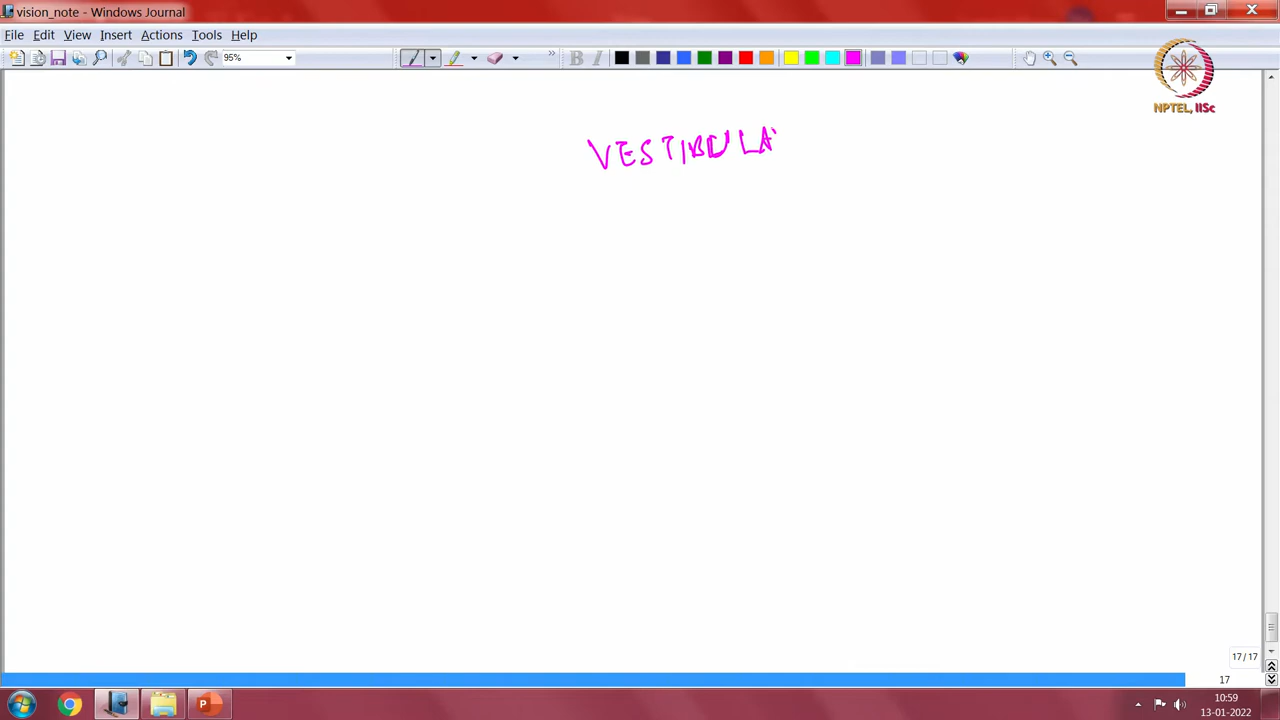 vision_note - Windows Journal
File Edit View Insert Actions Tools Help
95%
B I
NPTEL, IISc
VESTIBULA
17 / 17
17
10:59
13-01-2022